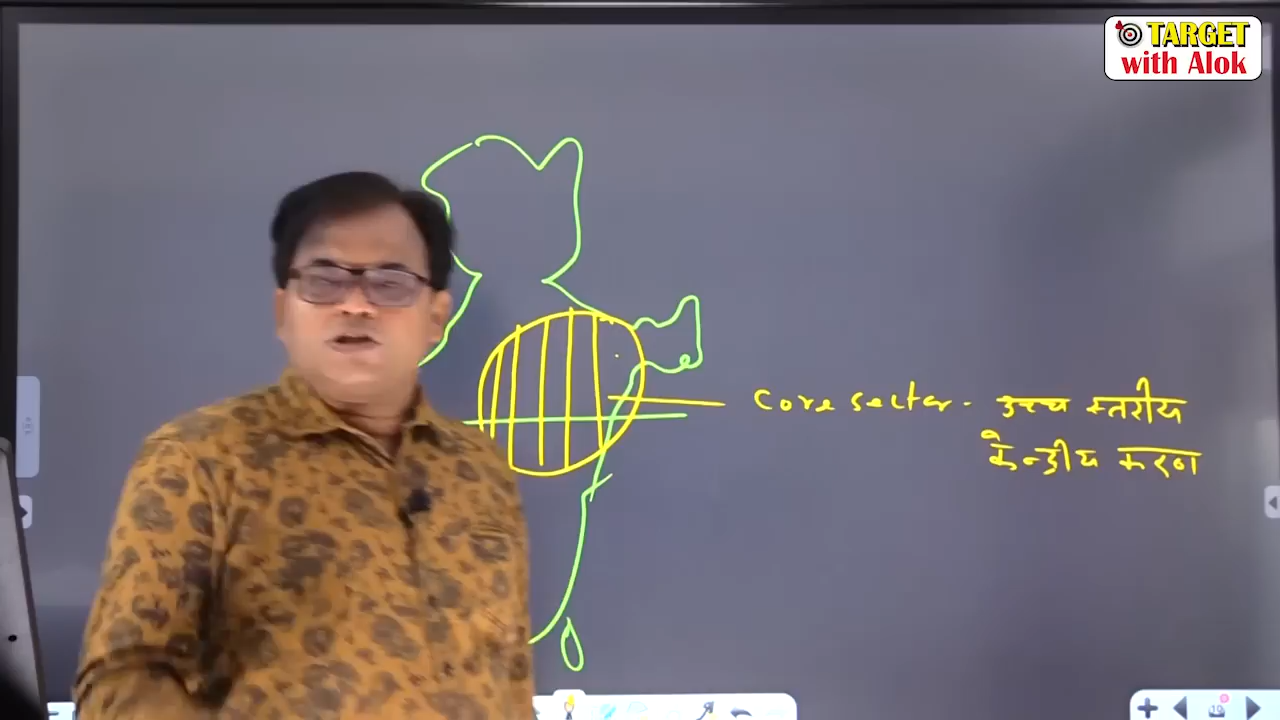 TARGET
with Alok
core sector - उच्च स्तरीय
केन्द्रीय करण